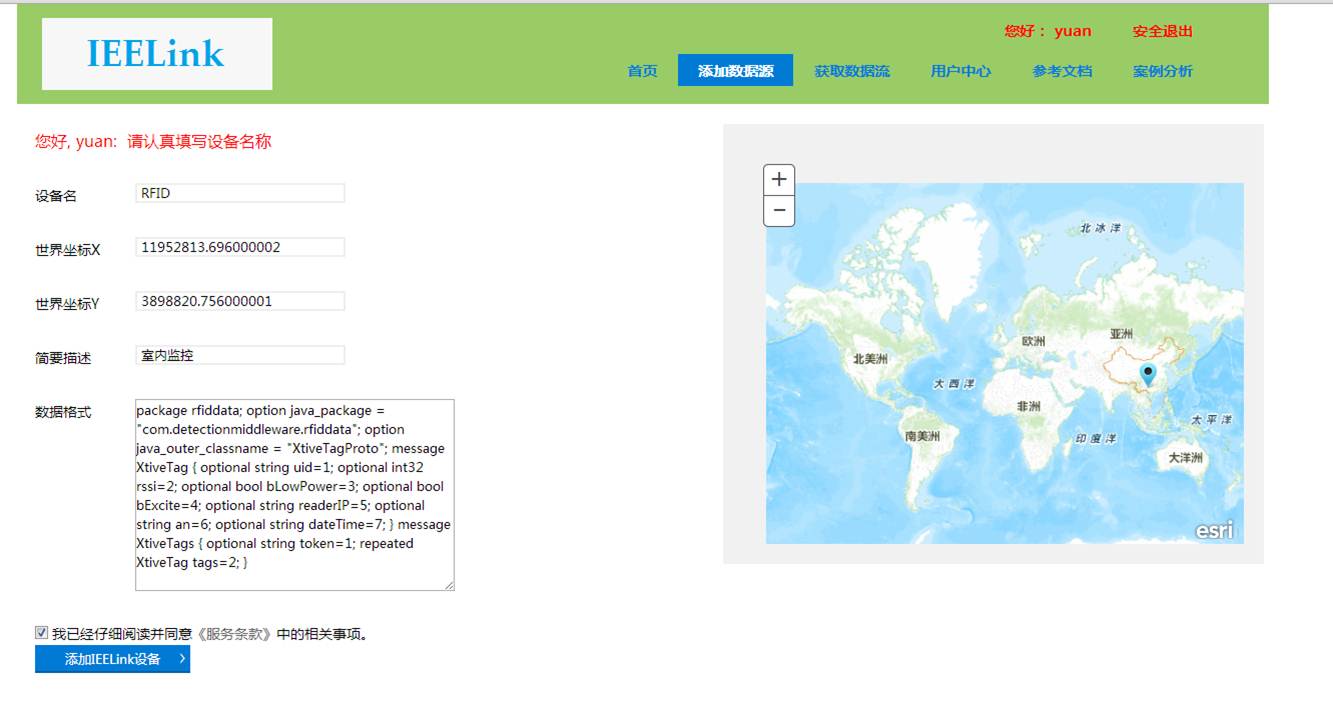 IEELink
您好： yuan
安全退出
首页
添加数据源
获取数据流
用户中心
参考文档
案例分析
您好, yuan: 请认真填写设备名称
设备名
RFID
世界坐标X
11952813.696000002
世界坐标Y
3898820.756000001
简要描述
室内监控
数据格式
package rfiddata; option java_package =
"com.detectionmiddleware.rfiddata"; option
java_outer_classname = "XtiveTagProto"; message
XtiveTag { optional string uid=1; optional int32
rssi=2; optional bool bLowPower=3; optional bool
bExcite=4; optional string readerIP=5; optional
string an=6; optional string dateTime=7; } message
XtiveTags { optional string token=1; repeated
XtiveTag tags=2; }
我已经仔细阅读并同意《服务条款》中的相关事项。
添加IEELink设备 >
+
−
北冰洋
亚洲
欧洲
北美洲
大西洋
非洲
太平洋
南美洲
印度洋
大洋洲
esri